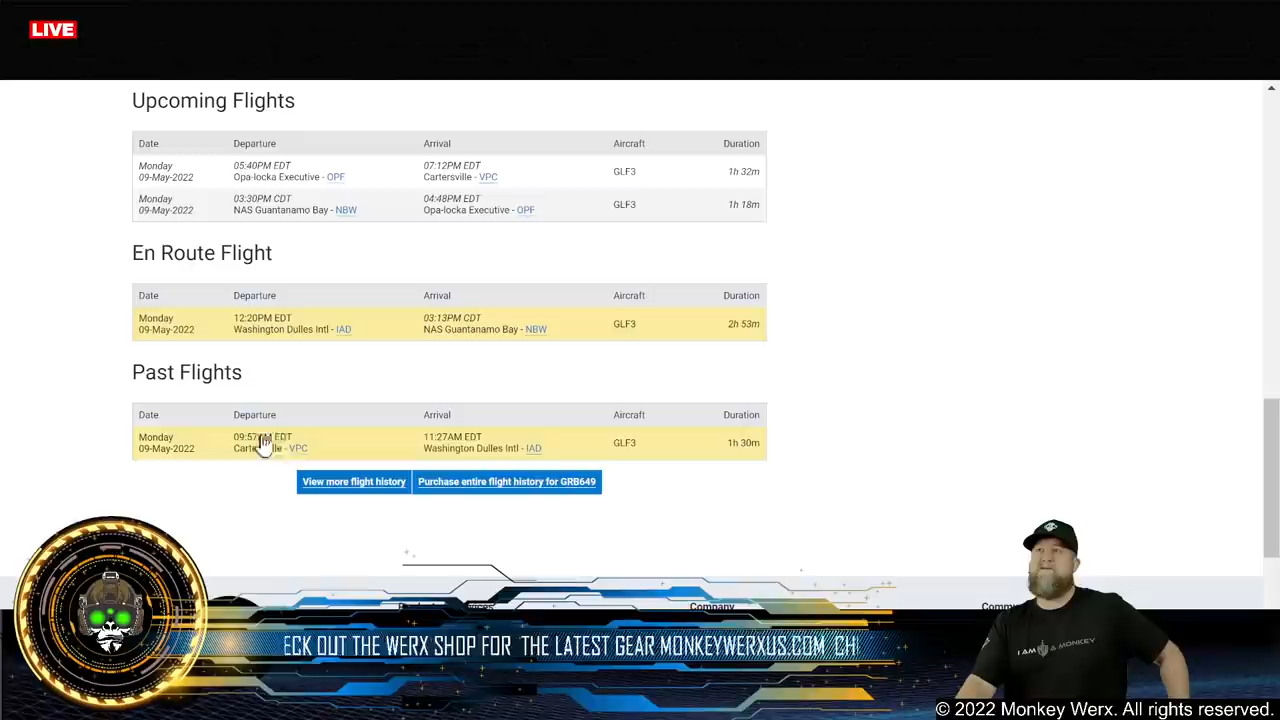 LIVE
Upcoming Flights
Date Departure Arrival Aircraft Duration
Monday 05:40PM EDT 07:12PM EDT
09-May-2022 Opa-locka Executive - OPF Cartersville - VPC GLF3 1h 32m
Monday 03:30PM CDT 04:48PM EDT
09-May-2022 NAS Guantanamo Bay - NBW Opa-locka Executive - OPF GLF3 1h 18m
En Route Flight
Date Departure Arrival Aircraft Duration
Monday 12:20PM EDT 03:13PM CDT
09-May-2022 Washington Dulles Intl - IAD NAS Guantanamo Bay - NBW GLF3 2h 53m
Past Flights
Date Departure Arrival Aircraft Duration
Monday EDT 11:27AM EDT
09-May-2022 - VPC Washington Dulles Intl - IAD GLF3 1h 30m
View more flight history Purchase entire flight history for GRB649
Company
ECK OUT THE WERX SHOP FOR THE LATEST GEAR MONKEYWERXUS.COM CH
I AM A MONKEY
© 2022 Monkey Werx. All rights reserved.